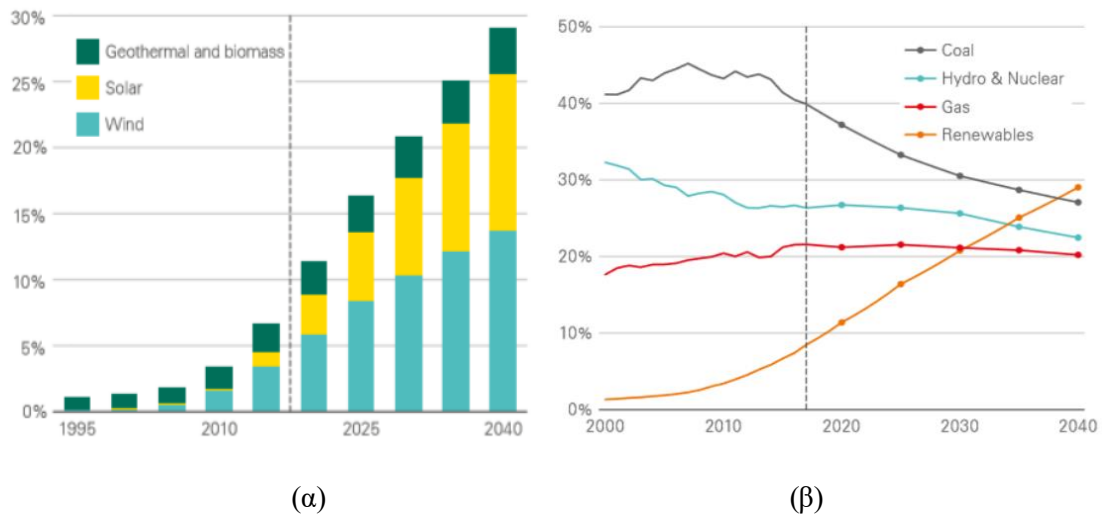 30%
25%
20%
15%
10%
5%
0%
Geothermal and biomass
Solar
Wind
1995
2010
2025
2040
(α)
50%
40%
30%
20%
10%
0%
Coal
Hydro & Nuclear
Gas
Renewables
2000
2010
2020
2030
2040
(β)